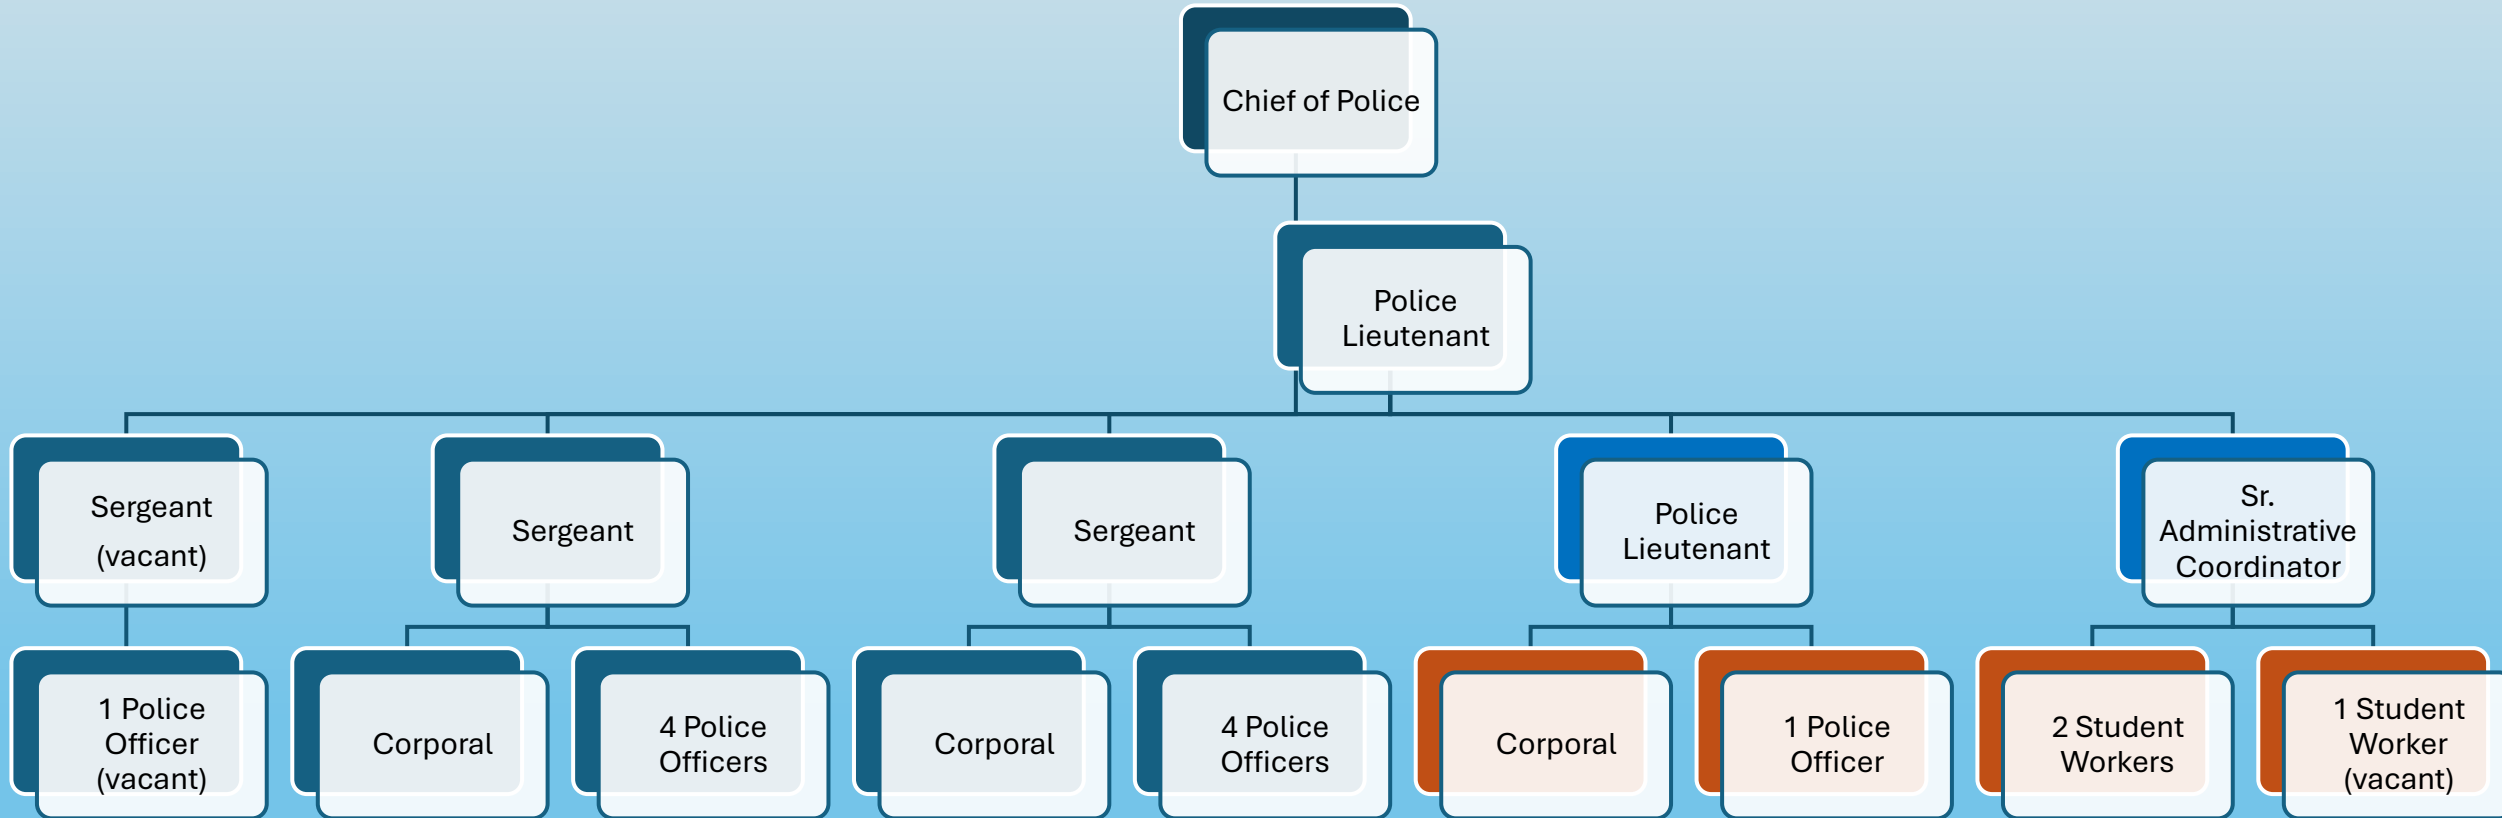 Chief of Police
Police
Lieutenant
Sergeant
(vacant)
Sergeant
Sergeant
Police
Lieutenant
Sr.
Administrative
Coordinator
1 Police
Officer
(vacant)
Corporal
4 Police
Officers
Corporal
4 Police
Officers
Corporal
1 Police
Officer
2 Student
Workers
1 Student
Worker
(vacant)